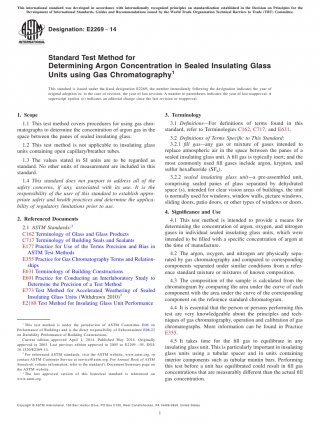 This international standard was developed in accordance with internationally recognized principles on standardization established in the Decision on Principles for the
Development of International Standards, Guides and Recommendations issued by the World Trade Organization Technical Barriers to Trade (TBT) Committee.
Designation: E2269 − 14
Standard Test Method for
Determining Argon Concentration in Sealed Insulating Glass
Units using Gas Chromatography1
This standard is issued under the fixed designation E2269; the number immediately following the designation indicates the year of
original adoption or, in the case of revision, the year of last revision. A number in parentheses indicates the year of last reapproval. A
superscript epsilon (ε) indicates an editorial change since the last revision or reapproval.
1. Scope
1.1 This test method covers procedures for using gas chro-
matographs to determine the concentration of argon gas in the
space between the panes of sealed insulating glass.
1.2 This test method is not applicable to insulating glass
units containing open capillary/breather tubes.
1.3 The values stated in SI units are to be regarded as
standard. No other units of measurement are included in this
standard.
1.4 This standard does not purport to address all of the
safety concerns, if any, associated with its use. It is the
responsibility of the user of this standard to establish appro-
priate safety and health practices and determine the applica-
bility of regulatory limitations prior to use.
2. Referenced Documents
2.1 ASTM Standards:2
C162 Terminology of Glass and Glass Products
C717 Terminology of Building Seals and Sealants
E177 Practice for Use of the Terms Precision and Bias in
ASTM Test Methods
E355 Practice for Gas Chromatography Terms and Relation-
ships
E631 Terminology of Building Constructions
E691 Practice for Conducting an Interlaboratory Study to
Determine the Precision of a Test Method
E773 Test Method for Accelerated Weathering of Sealed
Insulating Glass Units (Withdrawn 2010)3
E2188 Test Method for Insulating Glass Unit Performance
1 This test method is under the jurisdiction of ASTM Committee E06 on
Performance of Buildings and is the direct responsibility of Subcommittee E06.22
on Durability Performance of Building Constructions.
Current edition approved April 1, 2014. Published May 2014. Originally
approved in 2003. Last previous edition approved in 2005 as E2269 – 05. DOI:
10.1520/E2269-14.
2 For referenced ASTM standards, visit the ASTM website, www.astm.org, or
contact ASTM Customer Service at service@astm.org. For Annual Book of ASTM
Standards volume information, refer to the standard's Document Summary page on
the ASTM website.
3 The last approved version of this historical standard is referenced on
www.astm.org.
3. Terminology
3.1 Definitions—For definitions of terms found in this
standard, refer to Terminologies C162, C717, and E631.
3.2 Definitions of Terms Specific to This Standard:
3.2.1 fill gas—any gas or mixture of gases intended to
replace atmospheric air in the space between the panes of a
sealed insulating glass unit. A fill gas is typically inert; and the
most commonly used fill gases include argon, krypton, and
sulfur hexafluoride (SF6).
3.2.2 sealed insulating glass unit—a pre-assembled unit,
comprising sealed panes of glass separated by dehydrated
space (s), intended for clear vision areas of buildings; the unit
is normally used for windows, window walls, picture windows,
sliding doors, patio doors, or other types of windows or doors.
4. Significance and Use
4.1 This test method is intended to provide a means for
determining the concentration of argon, oxygen, and nitrogen
gases in individual sealed insulating glass units, which were
intended to be filled with a specific concentration of argon at
the time of manufacture.
4.2 The argon, oxygen, and nitrogen are physically sepa-
rated by gas chromatography and compared to corresponding
components separated under similar conditions from a refer-
ence standard mixture or mixtures of known composition.
4.3 The composition of the sample is calculated from the
chromatogram by comparing the area under the curve of each
component with the area under the curve of the corresponding
component on the reference standard chromatogram.
4.4 It is essential that the person or persons performing this
test are very knowledgeable about the principles and tech-
niques of gas chromatography, operation and calibration of gas
chromatographs. More information can be found in Practice
E355.
4.5 It takes time for the fill gas to equilibrate in any
insulating glass unit. This is particularly important in insulating
glass units using a tubular spacer and in units containing
interior components such as tubular muntin bars. Performing
this test before a unit has equilibrated could result in fill gas
concentrations that are measurably different than the actual fill
gas concentration.
Copyright © ASTM International, 100 Barr Harbor Drive, PO Box C700, West Conshohocken, PA 19428-2959. United States
1